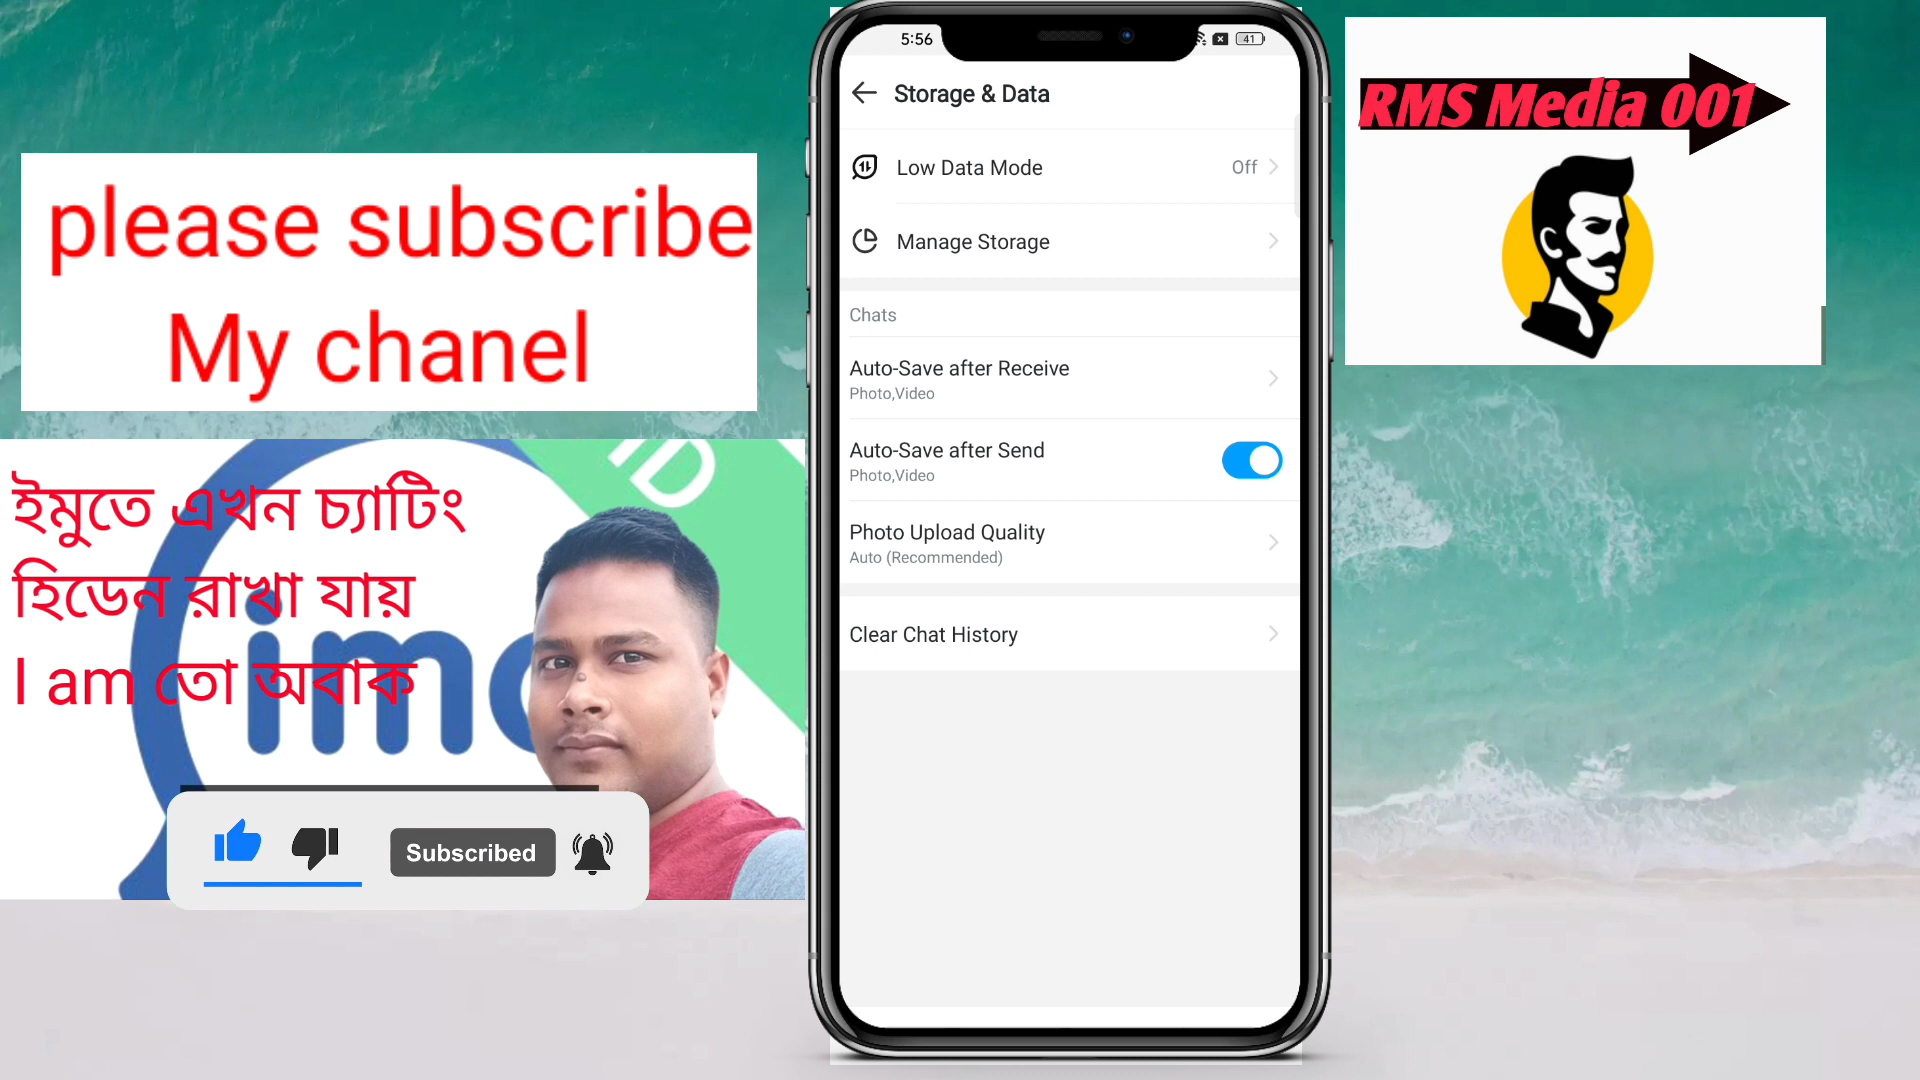 please subscribe
My chanel
ইমুতে এখন চ্যাটিং
হিডেন রাখা যায়
I am তো অবাক
imo
ID
Subscribed
5:56
41
Storage & Data
Low Data Mode
Off
Manage Storage
Chats
Auto-Save after Receive
Photo,Video
Auto-Save after Send
Photo,Video
Photo Upload Quality
Auto (Recommended)
Clear Chat History
RMS Media 001